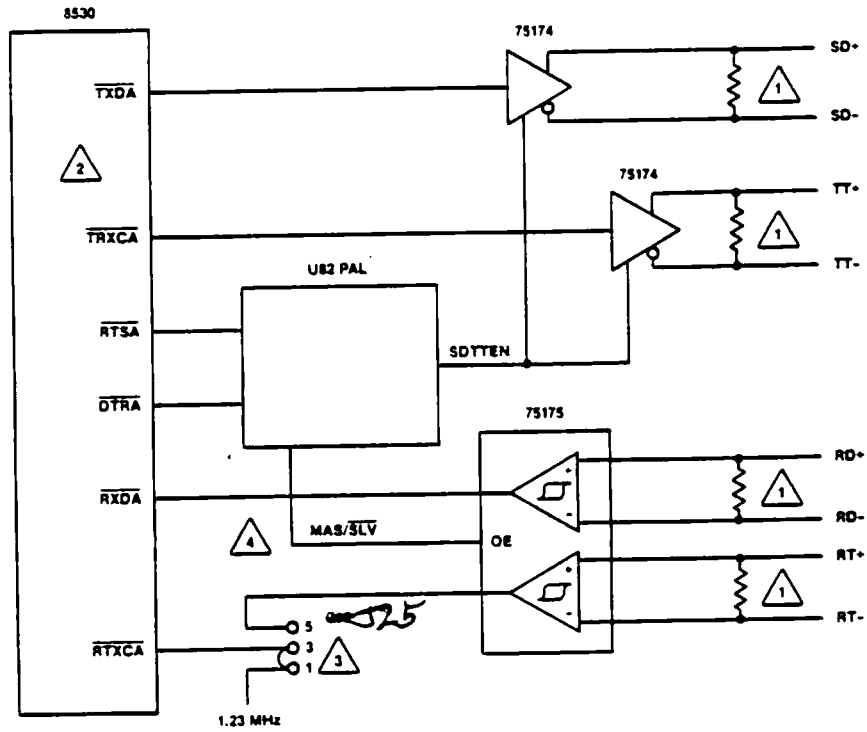 8530
75174
TXDA
SD+
1
SD-
2
75174
TT+
TRXCA
1
TT-
U82 PAL
RTSA
SDTTEN
DTRA
75175
RD+
RXDA
1
RD-
4
MAS/SLV
OE
RT+
1
5
J25
RT-
RTXCA
3
3
1
1.23 MHz